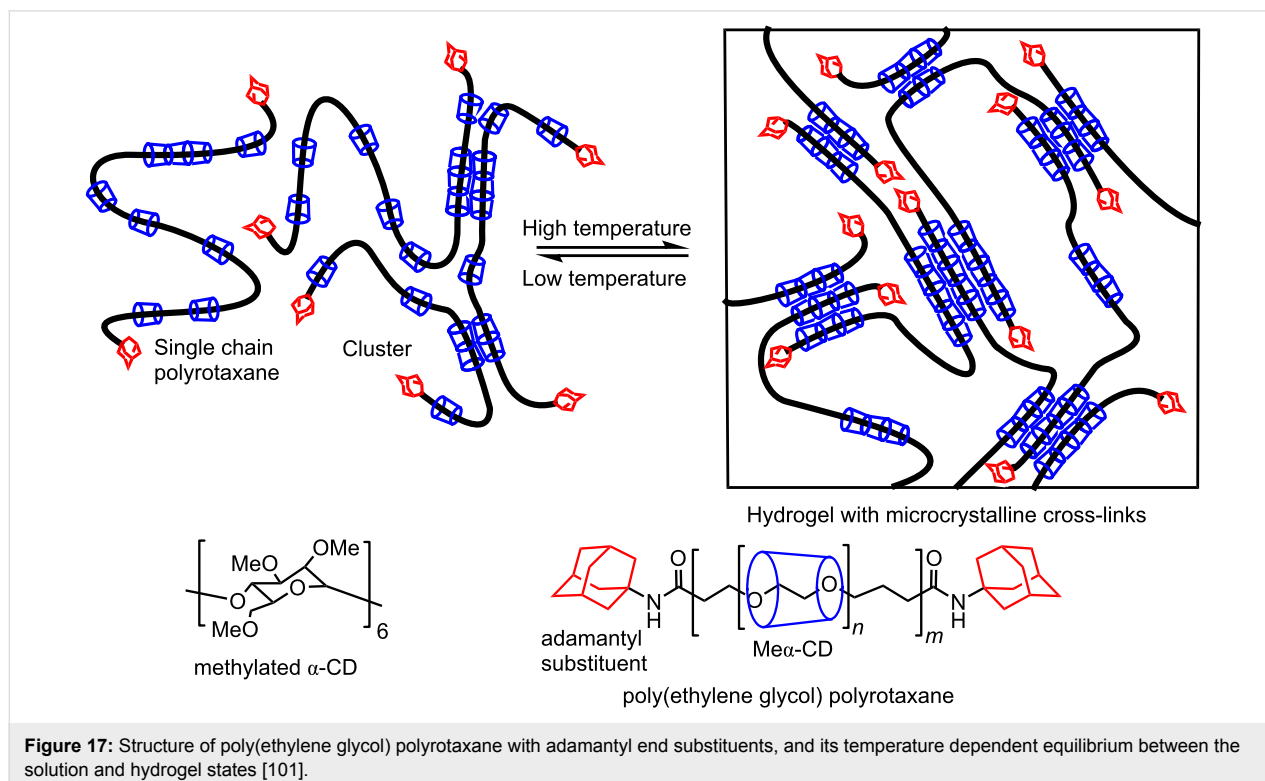 High temperature
Low temperature
Single chain
polyrotaxane
Cluster
Hydrogel with microcrystalline cross-links
OMe
MeO
O
O
MeO
6
methylated α-CD
O
N
H
O
O
n
m
O
N
H
adamantyl
substituent
Meα-CD
poly(ethylene glycol) polyrotaxane
Figure 17: Structure of poly(ethylene glycol) polyrotaxane with adamantyl end substituents, and its temperature dependent equilibrium between the
solution and hydrogel states [101].